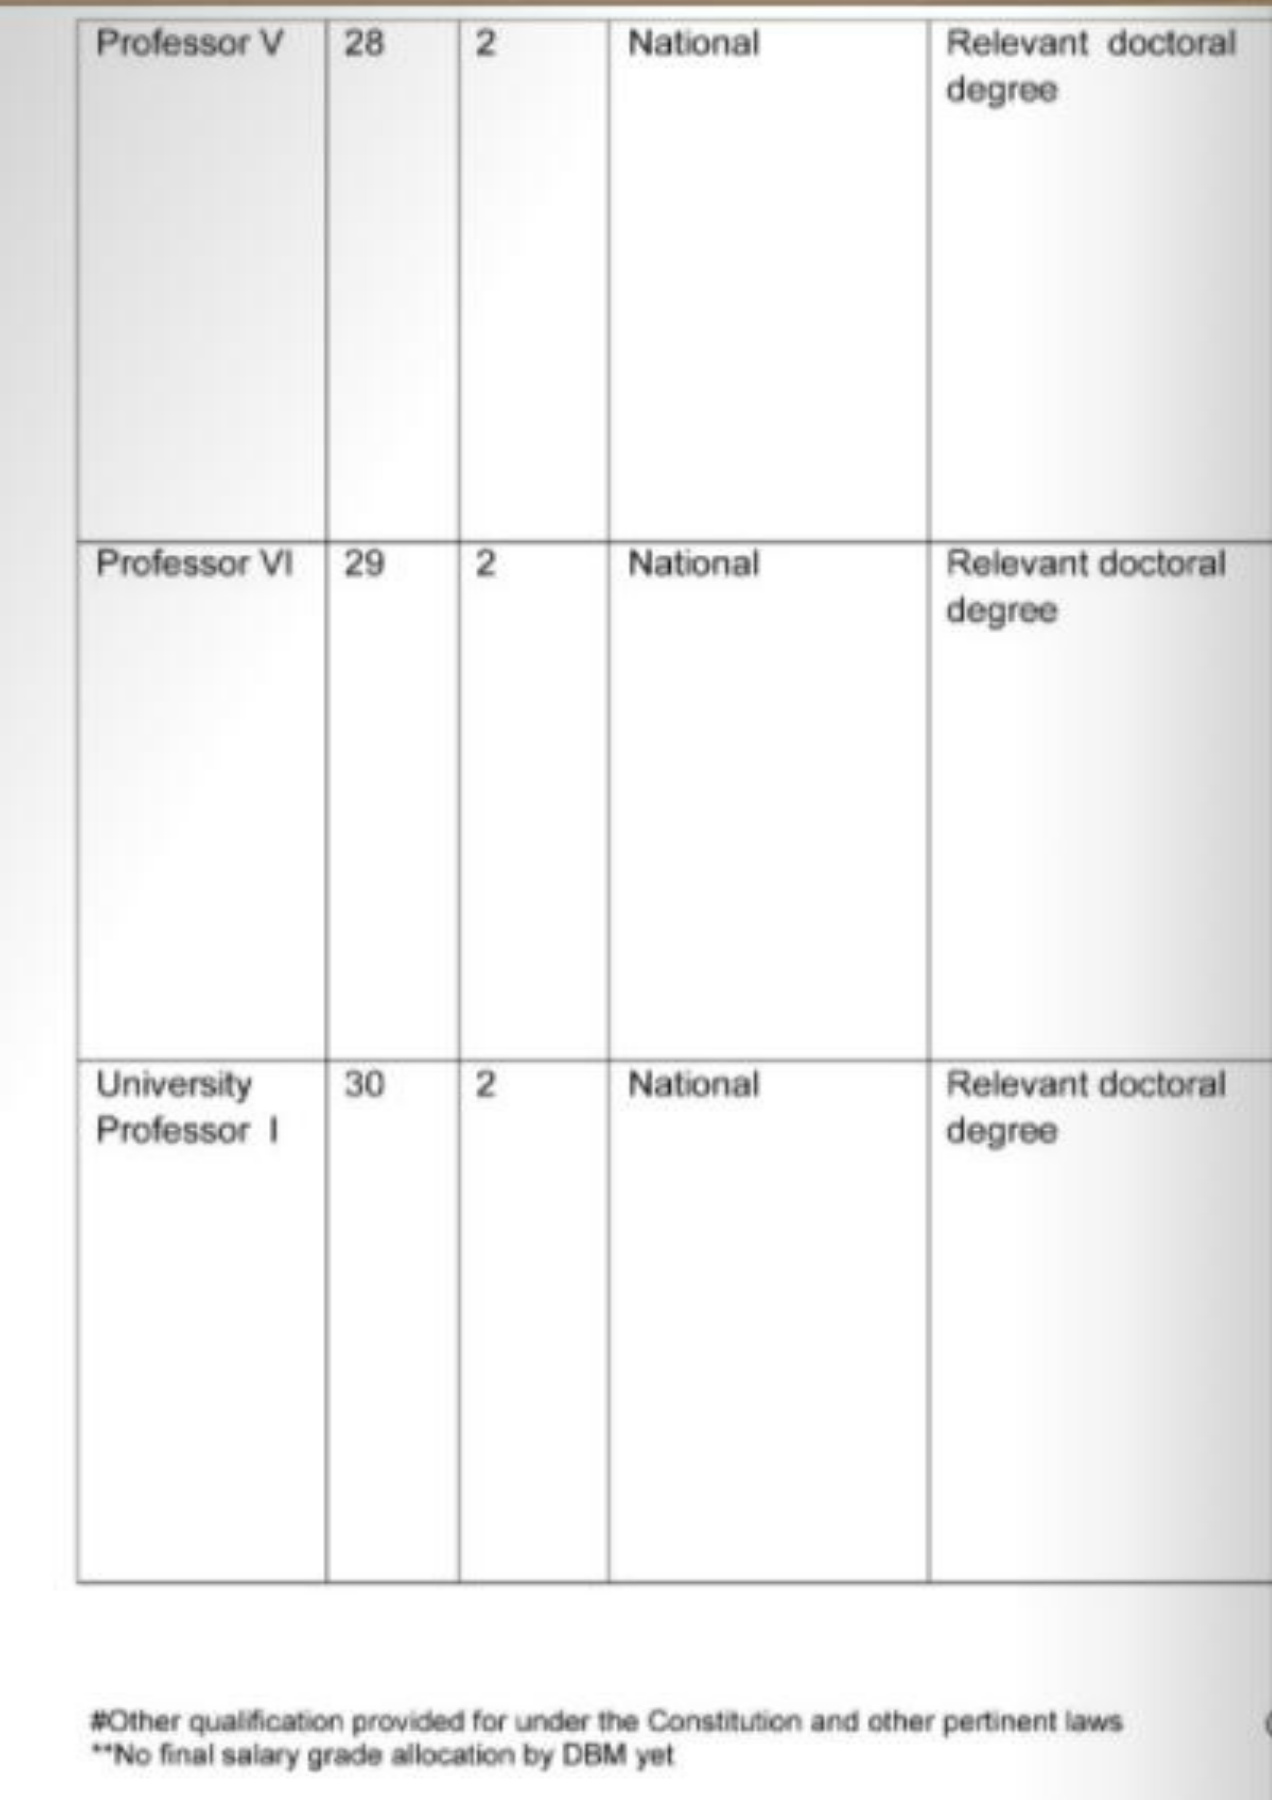 Professor V 28 2 National Relevant doctoral
degree
Professor VI 29 2 National Relevant doctoral
degree
University 30 2 National Relevant doctoral
Professor I degree
#Other qualification provided for under the Constitution and other pertinent laws
**No final salary grade allocation by DBM yet